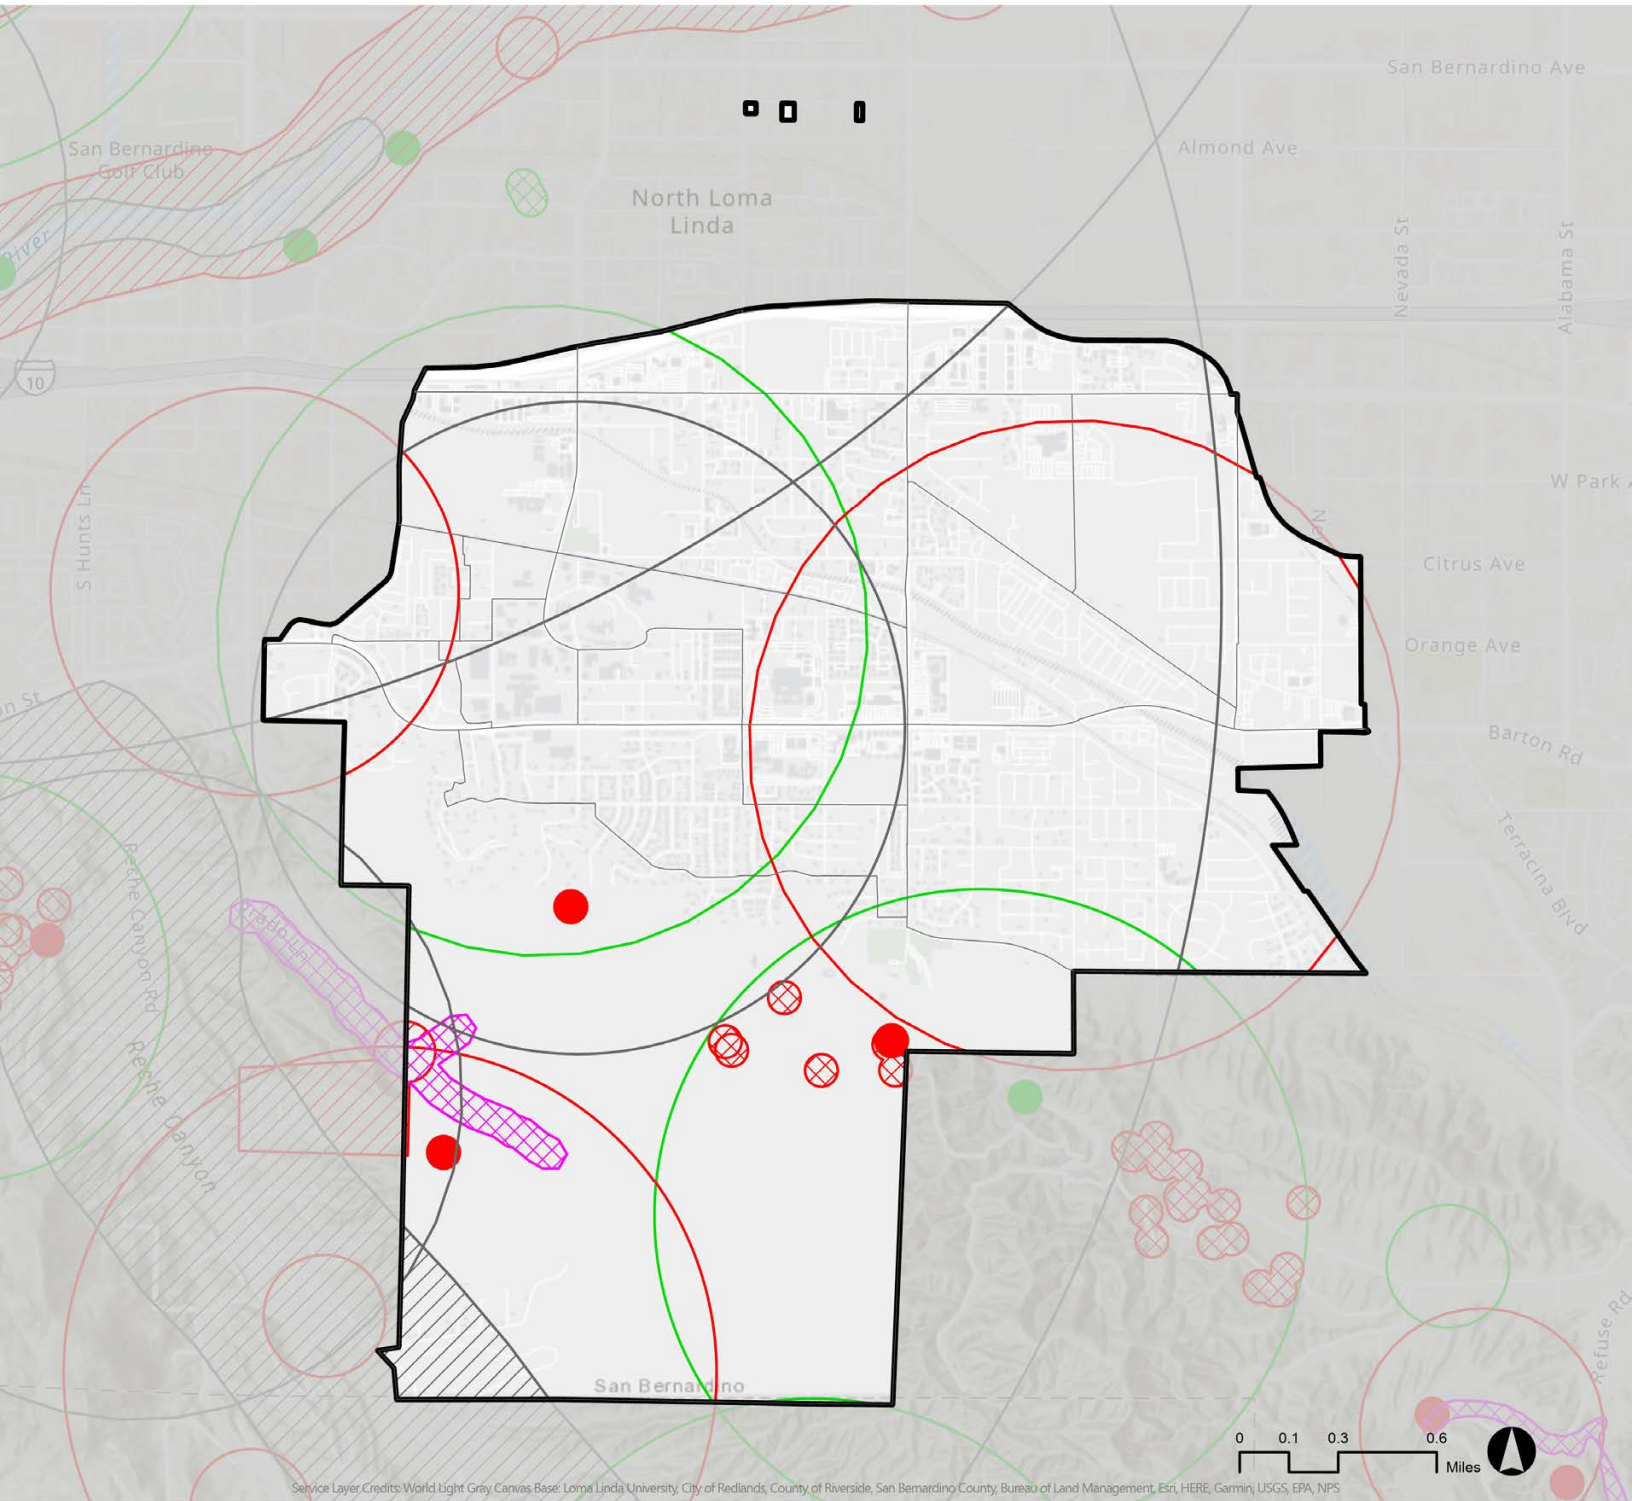 San Bernardino Ave
San Bernardino
Golf Club
Almond Ave
North Loma
Linda
Nevada St
Alabama St
River
10
S Hunts Ln
W Park A
Citrus Ave
Orange Ave
Barton Rd
on St
Terracina Blvd
Reche Canyon Rd
Reche Canyon
Refuse Rd
San Bernardino
0 0.1 0.3 0.6
Miles
Service Layer Credits: World Light Gray Canvas Base: Loma Linda University, City of Redlands, County of Riverside, San Bernardino County, Bureau of Land Management, Esri, HERE, Garmin, USGS, EPA, NPS